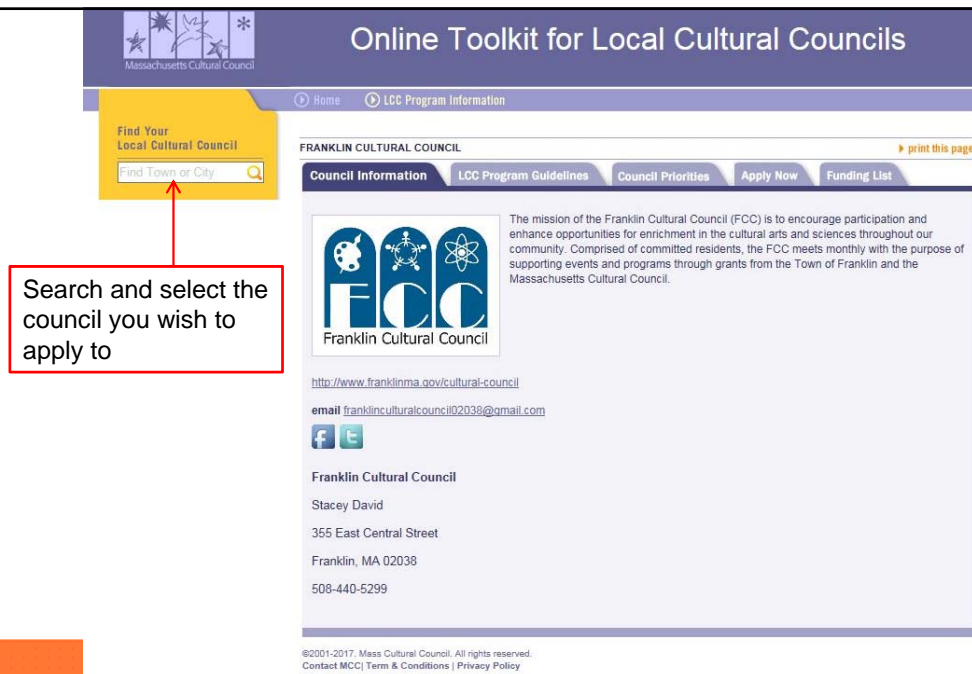 Massachusetts Cultural Council
Online Toolkit for Local Cultural Councils
Home LCC Program Information
Find Your
Local Cultural Council
Find Town or City
FRANKLIN CULTURAL COUNCIL
print this page
Council Information LCC Program Guidelines Council Priorities Apply Now Funding List
The mission of the Franklin Cultural Council (FCC) is to encourage participation and
enhance opportunities for enrichment in the cultural arts and sciences throughout our
community. Comprised of committed residents, the FCC meets monthly with the purpose of
supporting events and programs through grants from the Town of Franklin and the
Massachusetts Cultural Council.
FCC
Franklin Cultural Council
Search and select the
council you wish to
apply to
http://www.franklinma.gov/cultural-council
email franklinculturalcouncil02038@gmail.com
f t
Franklin Cultural Council
Stacey David
355 East Central Street
Franklin, MA 02038
508-440-5299
©2001-2017. Mass Cultural Council. All rights reserved.
Contact MCC| Term & Conditions | Privacy Policy